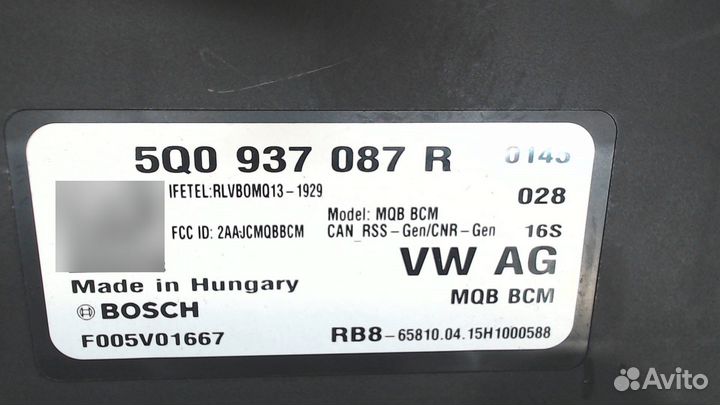 5Q0 937 087 R 0145
IFETEL:RLVBOMQ13-1929
028
Model: MQB BCM
FCC ID: 2AAJCMQBBCM CAN_RSS-Gen/CNR-Gen 16S
VW AG
Made in Hungary
MQB BCM
BOSCH
F005V01667
RB8-65810.04.15H1000588
Avito